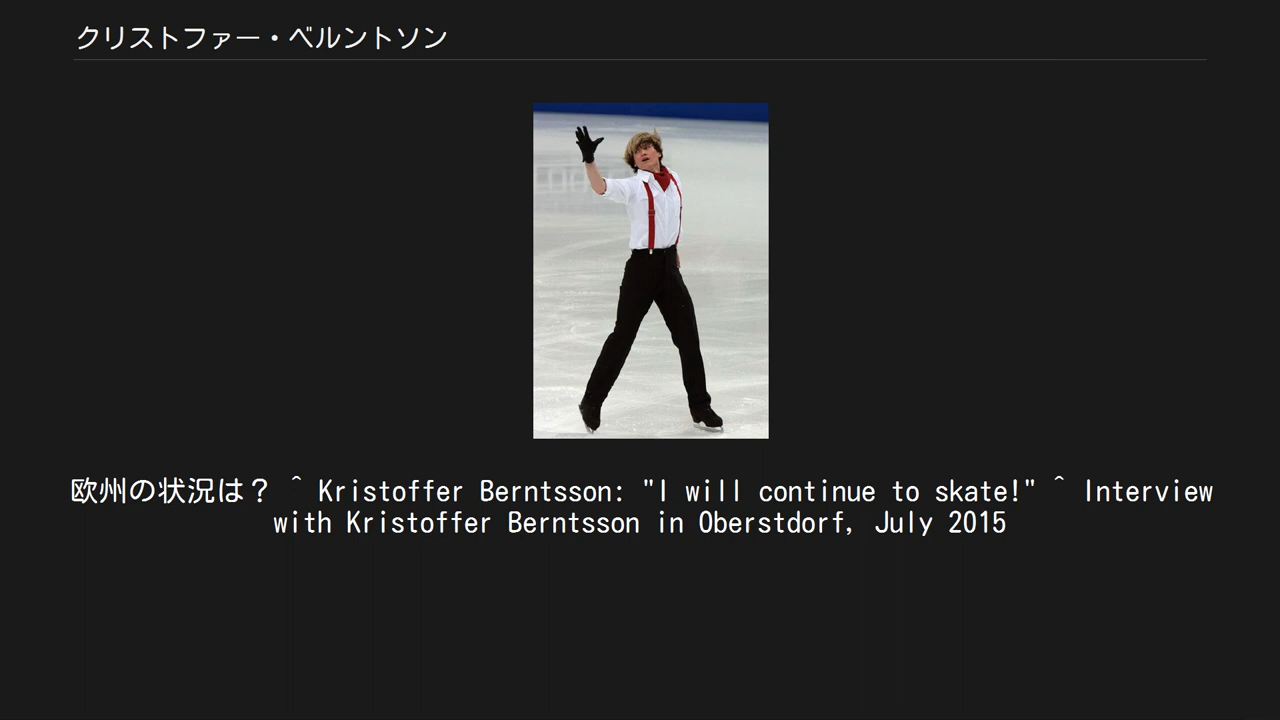 クリストファー・ベルントソン
欧州の状況は？ ^ Kristoffer Berntsson: "I will continue to skate!" ^ Interview
with Kristoffer Berntsson in Oberstdorf, July 2015